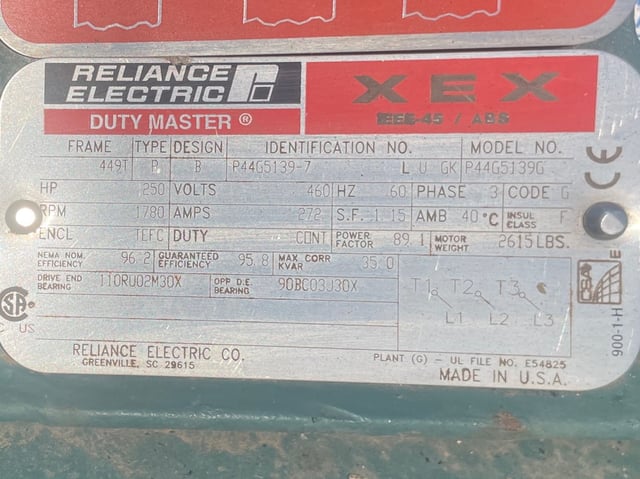 RELIANCE
ELECTRIC
DUTY MASTER ®
XEX
IEEE-45 / ABS
FRAME TYPE DESIGN IDENTIFICATION NO. MODEL NO.
449T P B P44G5139-7 L U GK P44G5139G
HP 250 VOLTS 460 HZ 60 PHASE 3 CODE G
RPM 1780 AMPS 272 S.F. 1.15 AMB 40°C INSUL CLASS F
ENCL TEFC DUTY CONT POWER FACTOR 89.1 MOTOR WEIGHT 2615 LBS.
NEMA NOM. EFFICIENCY 96.2 GUARANTEED EFFICIENCY 95.8 MAX CORR KVAR 35.0
DRIVE END BEARING 110RU02M30X OPP D.E. BEARING 90BC03J30X
T1 T2 T3
L1 L2 L3
CE
E
900-1-H
C US
RELIANCE ELECTRIC CO.
GREENVILLE, SC 29615
PLANT (G) - UL FILE NO. E54825
MADE IN U.S.A.